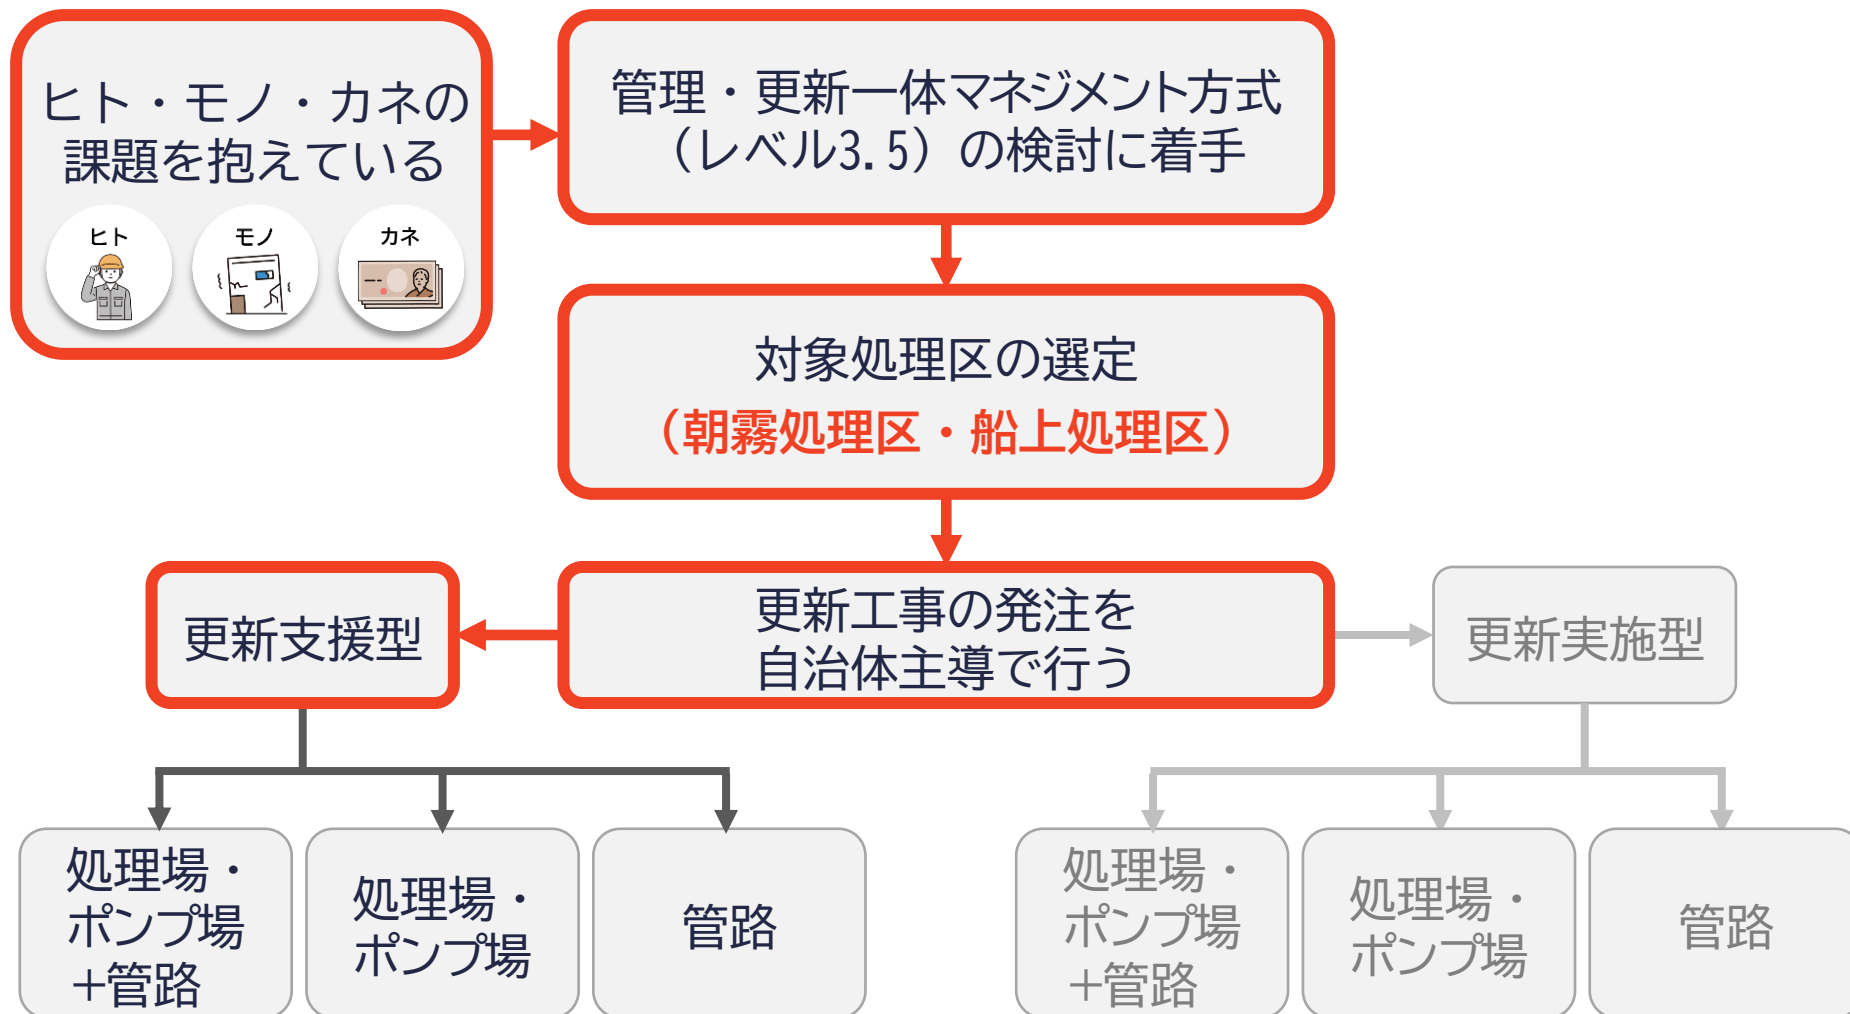 ヒト・モノ・カネの
課題を抱えている
ヒト
モノ
カネ
管理・更新一体マネジメント方式
（レベル3.5）の検討に着手
対象処理区の選定
（朝霧処理区・船上処理区）
更新工事の発注を
自治体主導で行う
更新支援型
更新実施型
処理場・
ポンプ場
+管路
処理場・
ポンプ場
管路
処理場・
ポンプ場
+管路
処理場・
ポンプ場
管路